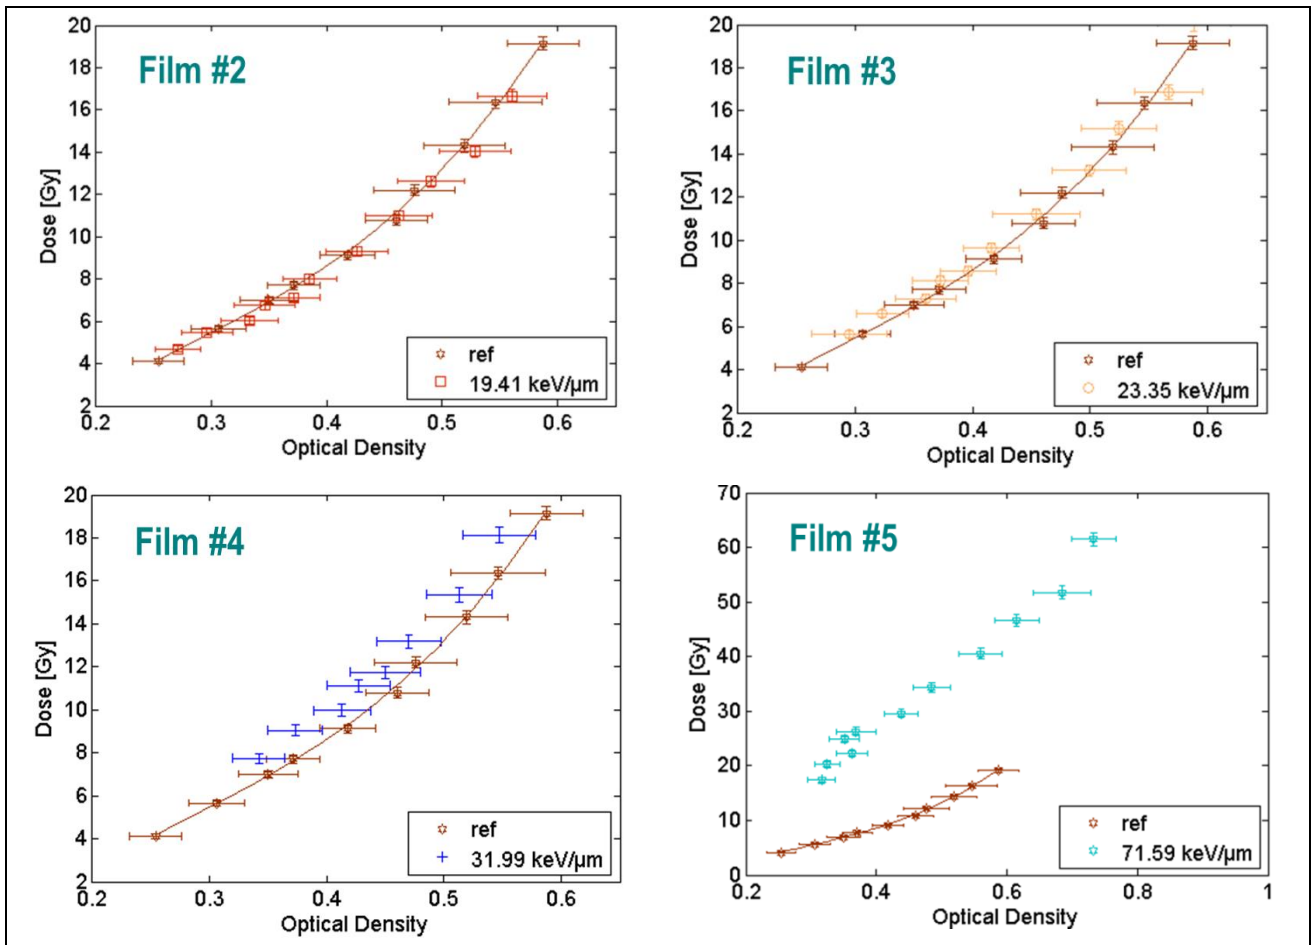 Film #2
Dose [Gy]
20
18
16
14
12
10
8
6
4
2
0.2 0.3 0.4 0.5 0.6
Optical Density
ref
19.41 keV/µm
Film #3
Dose [Gy]
20
18
16
14
12
10
8
6
4
2
0.2 0.3 0.4 0.5 0.6
Optical Density
ref
23.35 keV/µm
Film #4
Dose [Gy]
20
18
16
14
12
10
8
6
4
2
0.2 0.3 0.4 0.5 0.6
Optical Density
ref
31.99 keV/µm
Film #5
Dose [Gy]
70
60
50
40
30
20
10
0
0.2 0.4 0.6 0.8 1
Optical Density
ref
71.59 keV/µm